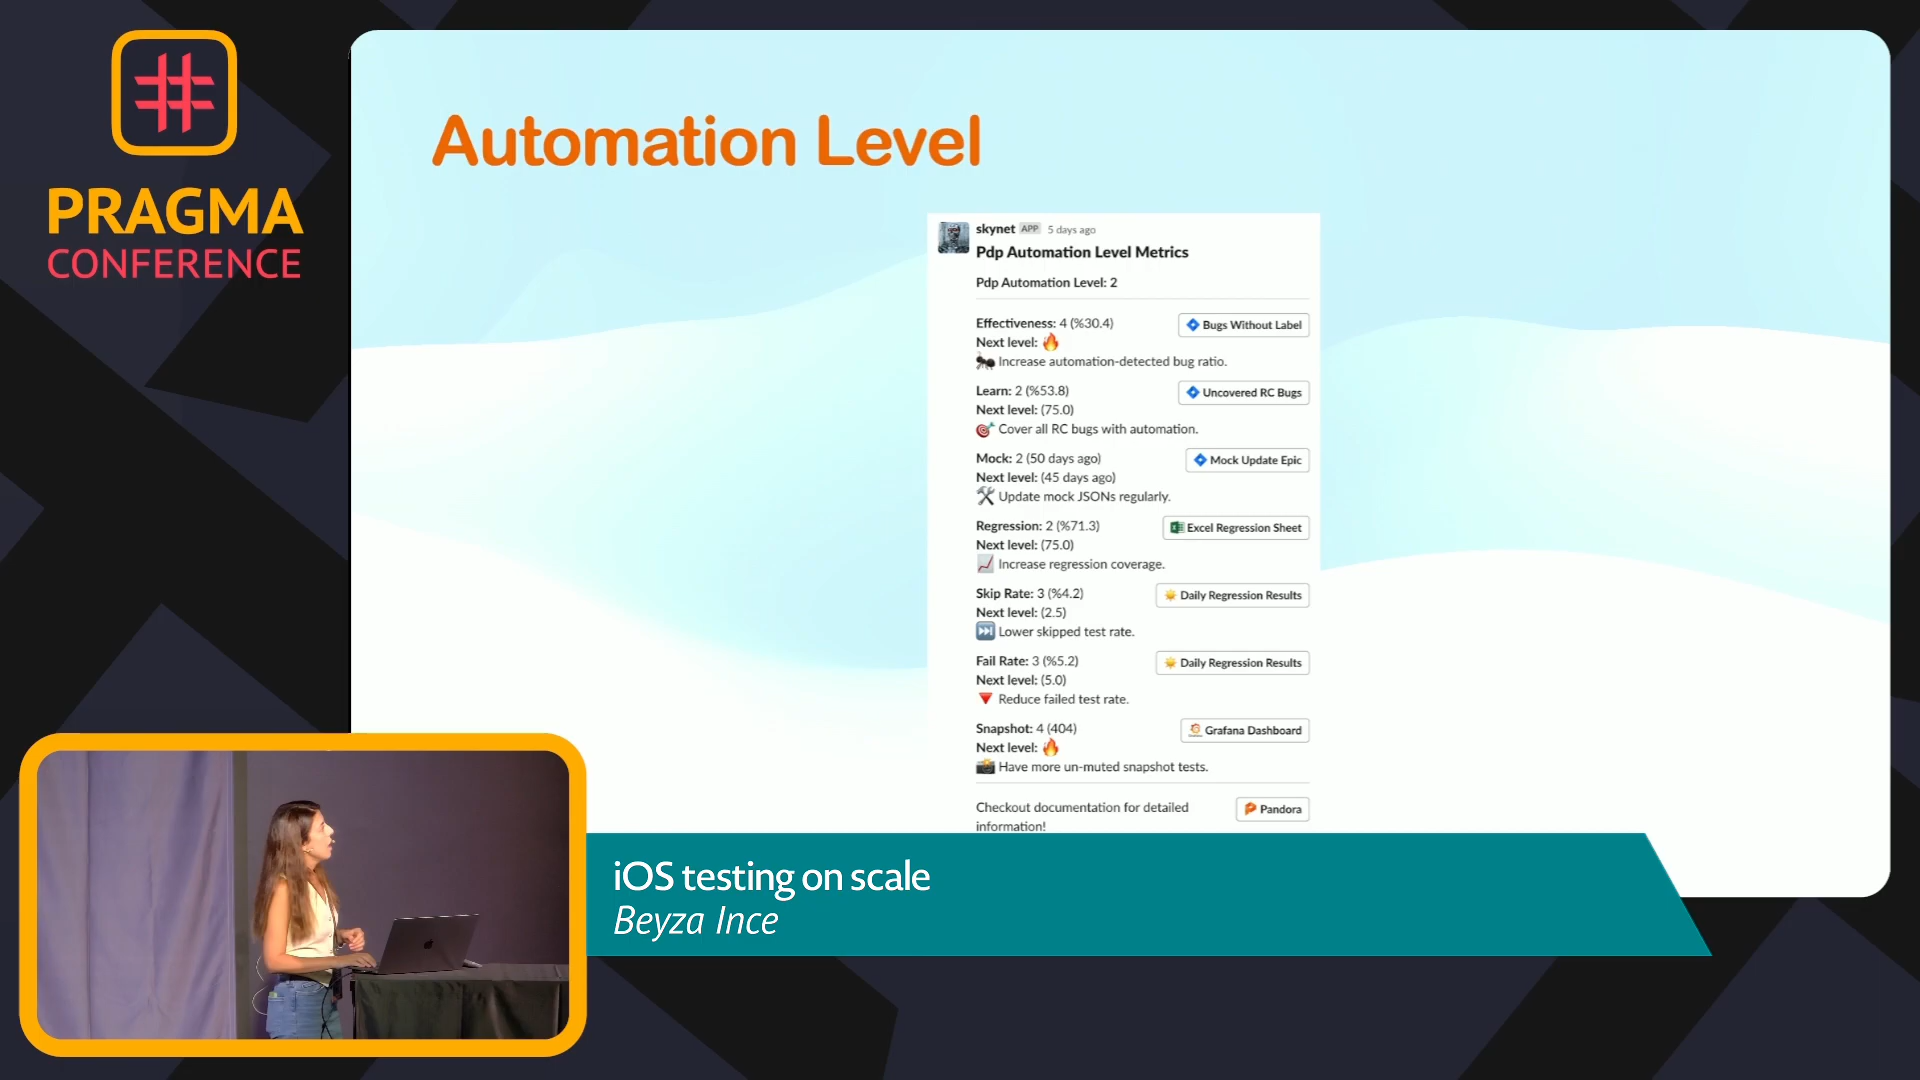 PRAGMA
CONFERENCE
Automation Level
skynet APP 5 days ago
Pdp Automation Level Metrics
Pdp Automation Level: 2
Effectiveness: 4 (%30.4)
Bugs Without Label
Next level: 🔥
🐜 Increase automation-detected bug ratio.
Learn: 2 (%53.8)
Uncovered RC Bugs
Next level: (75.0)
🎯 Cover all RC bugs with automation.
Mock: 2 (50 days ago)
Mock Update Epic
Next level: (45 days ago)
🛠 Update mock JSONs regularly.
Regression: 2 (%71.3)
Excel Regression Sheet
Next level: (75.0)
📈 Increase regression coverage.
Skip Rate: 3 (%4.2)
Daily Regression Results
Next level: (2.5)
⏭ Lower skipped test rate.
Fail Rate: 3 (%5.2)
Daily Regression Results
Next level: (5.0)
🔻 Reduce failed test rate.
Snapshot: 4 (404)
Grafana Dashboard
Next level: 🔥
📸 Have more un-muted snapshot tests.
Checkout documentation for detailed
information!
Pandora
iOS testing on scale
Beyza Ince